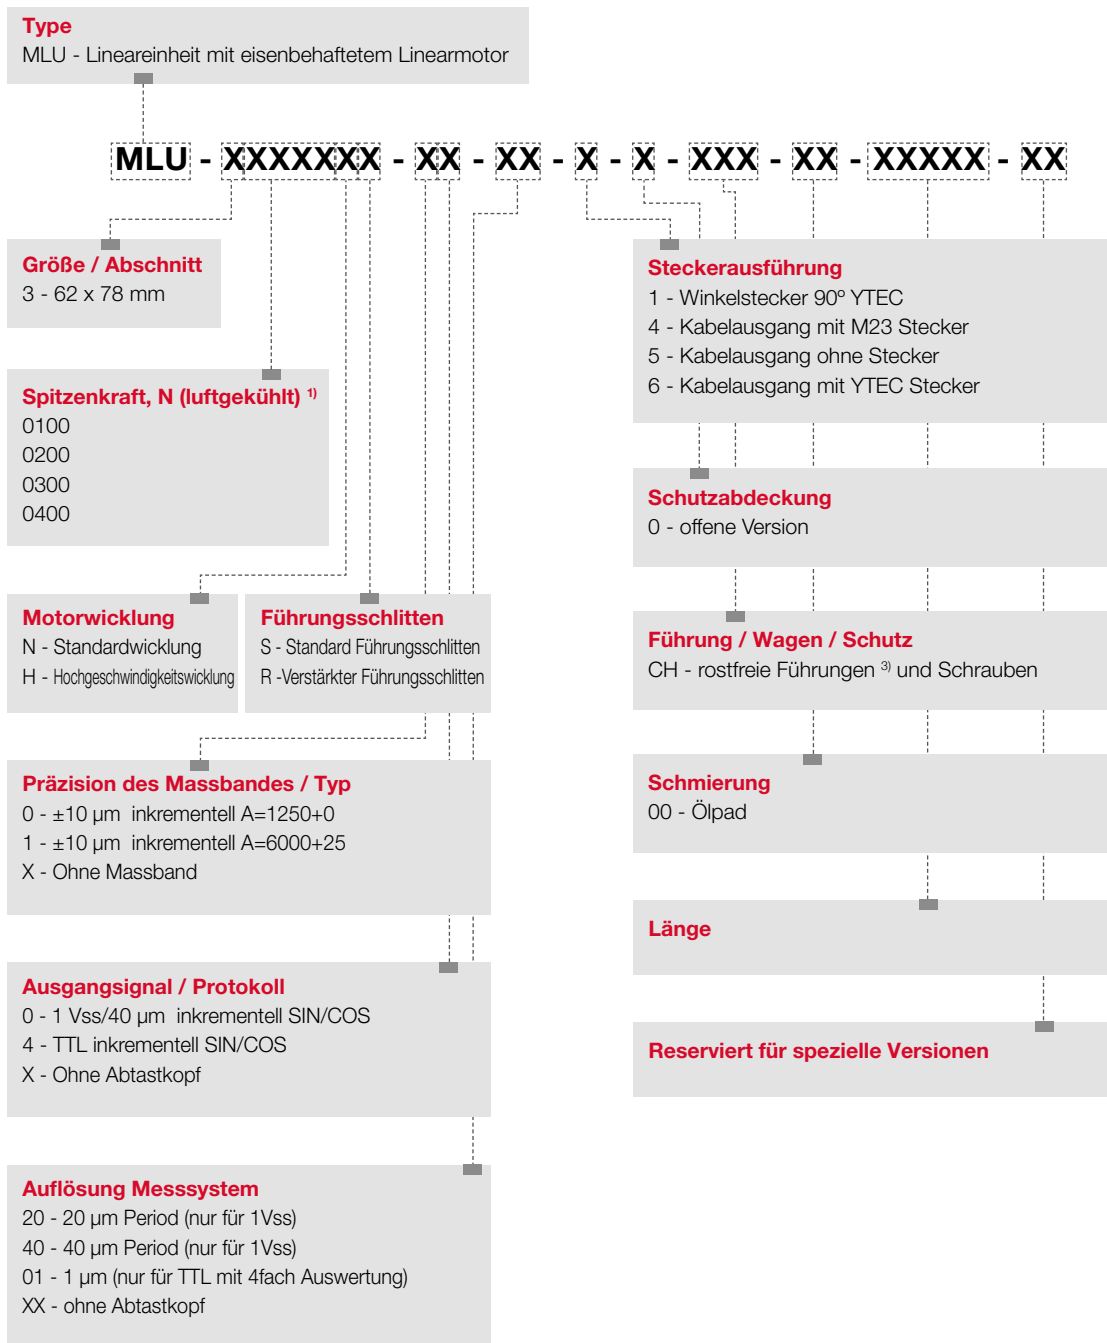 Type
MLU - Lineareinheit mit eisenbehaftetem Linearmotor
MLU - XXXXXXX - XX - XX - X - X - XXX - XX - XXXXX - XX
Größe / Abschnitt
3 - 62 x 78 mm
Spitzenkraft, N (luftgekühlt) 1)
0100
0200
0300
0400
Motorwicklung
N - Standardwicklung
H - Hochgeschwindigkeitswicklung
Führungsschlitten
S - Standard Führungsschlitten
R -Verstärkter Führungsschlitten
Präzision des Massbandes / Typ
0 - ±10 µm  inkrementell A=1250+0
1 - ±10 µm  inkrementell A=6000+25
X - Ohne Massband
Ausgangsignal / Protokoll
0 - 1 Vss/40 µm  inkrementell SIN/COS
4 - TTL inkrementell SIN/COS
X - Ohne Abtastkopf
Auflösung Messsystem
20 - 20 µm Period (nur für 1Vss)
40 - 40 µm Period (nur für 1Vss)
01 - 1 µm (nur für TTL mit 4fach Auswertung)
XX - ohne Abtastkopf
Steckerausführung
1 - Winkelstecker 90º YTEC
4 - Kabelausgang mit M23 Stecker
5 - Kabelausgang ohne Stecker
6 - Kabelausgang mit YTEC Stecker
Schutzabdeckung
0 - offene Version
Führung / Wagen / Schutz
CH - rostfreie Führungen 3) und Schrauben
Schmierung
00 - Ölpad
Länge
Reserviert für spezielle Versionen